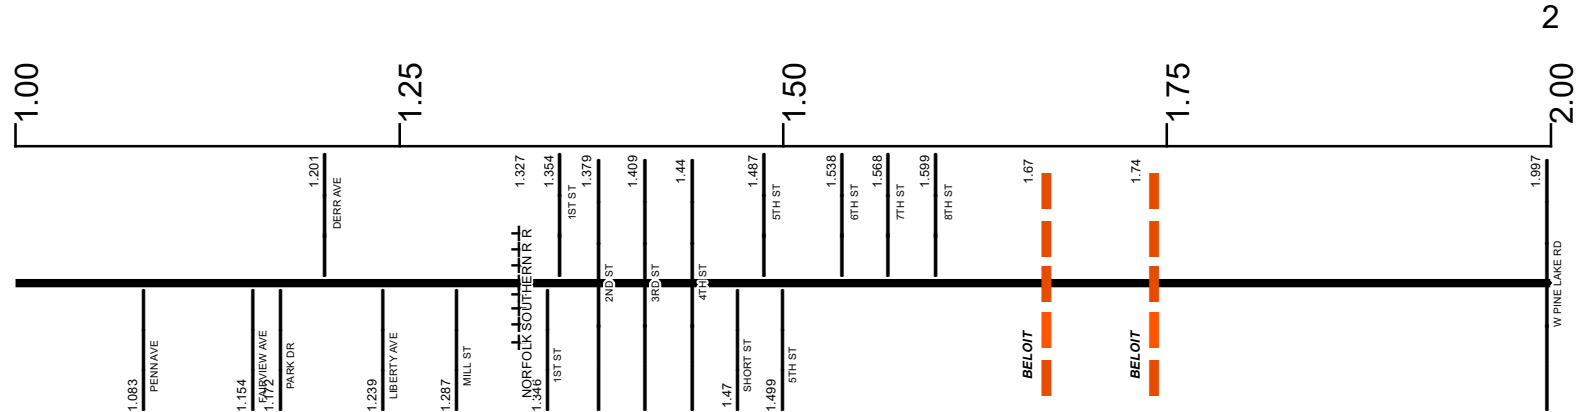 2
1.00
1.25
1.50
1.75
2.00
1.201
DERR AVE
1.327
NORFOLK SOUTHERN R R
1.354
1ST ST
1.379
2ND ST
1.409
3RD ST
1.44
4TH ST
1.487
5TH ST
1.538
6TH ST
1.568
7TH ST
1.599
8TH ST
1.67
BELOIT
1.74
BELOIT
1.997
W PINE LAKE RD
1.083
PENN AVE
1.154
FAIRVIEW AVE
1.172
PARK DR
1.239
LIBERTY AVE
1.287
MILL ST
1.346
1ST ST
1.47
SHORT ST
1.499
5TH ST